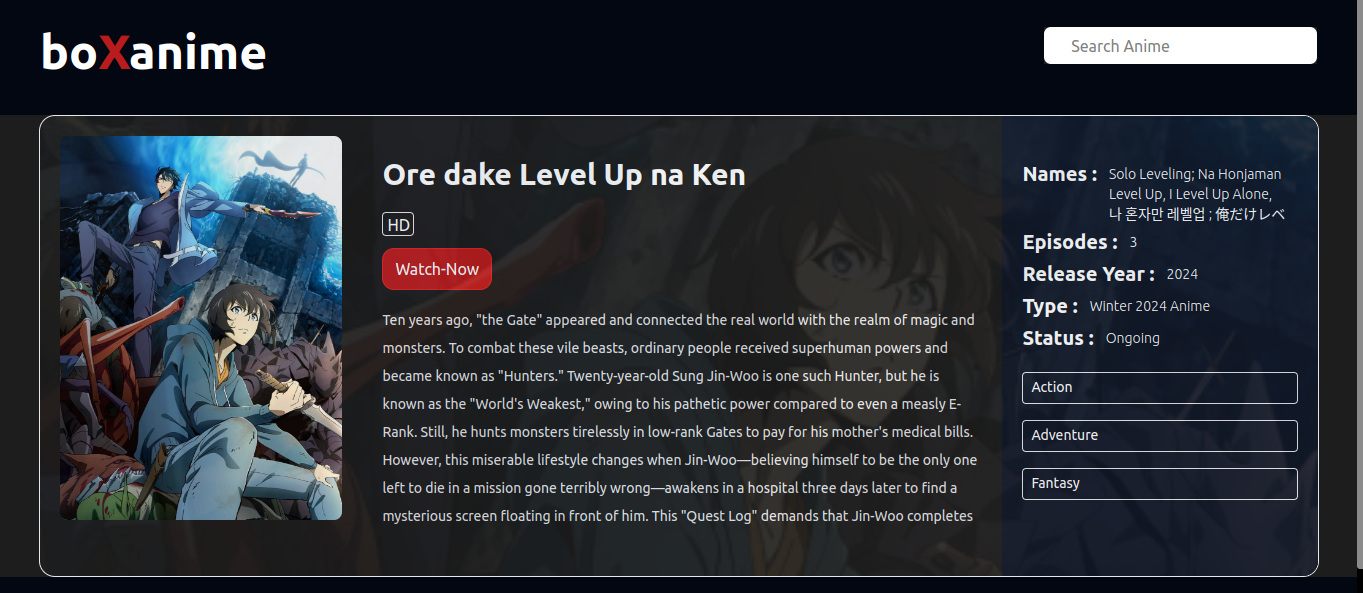 boXanime
Search Anime
Ore dake Level Up na Ken
HD
Watch-Now
Ten years ago, "the Gate" appeared and connected the real world with the realm of magic and
monsters. To combat these vile beasts, ordinary people received superhuman powers and
became known as "Hunters." Twenty-year-old Sung Jin-Woo is one such Hunter, but he is
known as the "World's Weakest," owing to his pathetic power compared to even a measly E-
Rank. Still, he hunts monsters tirelessly in low-rank Gates to pay for his mother's medical bills.
However, this miserable lifestyle changes when Jin-Woo—believing himself to be the only one
left to die in a mission gone terribly wrong—awakens in a hospital three days later to find a
mysterious screen floating in front of him. This "Quest Log" demands that Jin-Woo completes
Names : Solo Leveling; Na Honjaman
Level Up, I Level Up Alone,
나 혼자만 레벨업 ; 俺だけレベ
Episodes : 3
Release Year : 2024
Type : Winter 2024 Anime
Status : Ongoing
Action
Adventure
Fantasy